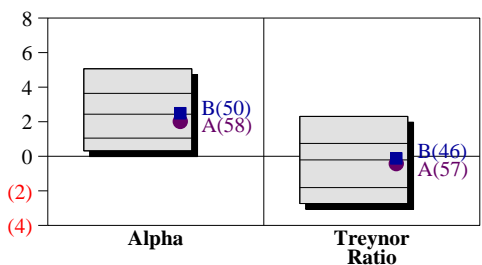 8
6
4
2
0
(2)
(4)
B(50)
A(58)
B(46)
A(57)
Alpha
Treynor
Ratio